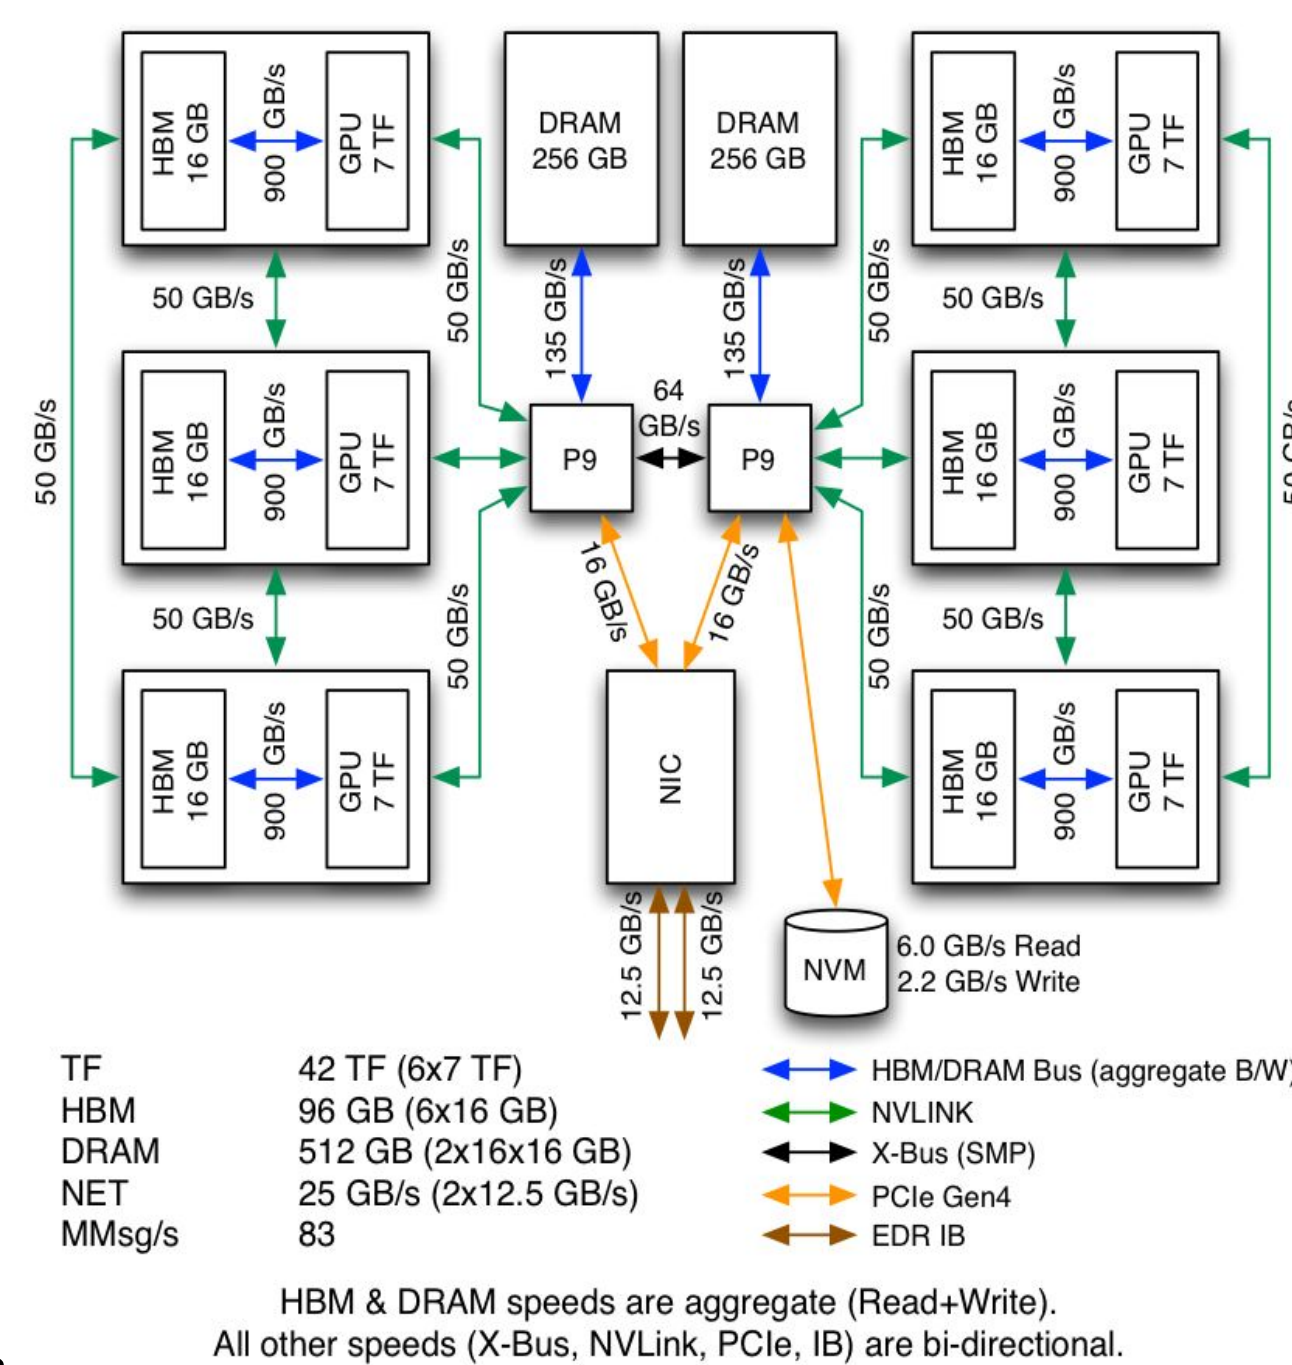 HBM
16 GB
900 GB/s
GPU
7 TF
DRAM
256 GB
DRAM
256 GB
HBM
16 GB
900 GB/s
GPU
7 TF
50 GB/s
50 GB/s
135 GB/s
135 GB/s
50 GB/s
50 GB/s
50 GB/s
HBM
16 GB
900 GB/s
GPU
7 TF
P9
64
GB/s
P9
HBM
16 GB
900 GB/s
GPU
7 TF
50 GB/s
50 GB/s
50 GB/s
16 GB/s
16 GB/s
50 GB/s
50 GB/s
HBM
16 GB
900 GB/s
GPU
7 TF
NIC
HBM
16 GB
900 GB/s
GPU
7 TF
12.5 GB/s
12.5 GB/s
NVM
6.0 GB/s Read
2.2 GB/s Write
TF 42 TF (6x7 TF)
HBM 96 GB (6x16 GB)
DRAM 512 GB (2x16x16 GB)
NET 25 GB/s (2x12.5 GB/s)
MMsg/s 83
HBM/DRAM Bus (aggregate B/W)
NVLINK
X-Bus (SMP)
PCIe Gen4
EDR IB
HBM & DRAM speeds are aggregate (Read+Write).
All other speeds (X-Bus, NVLink, PCIe, IB) are bi-directional.